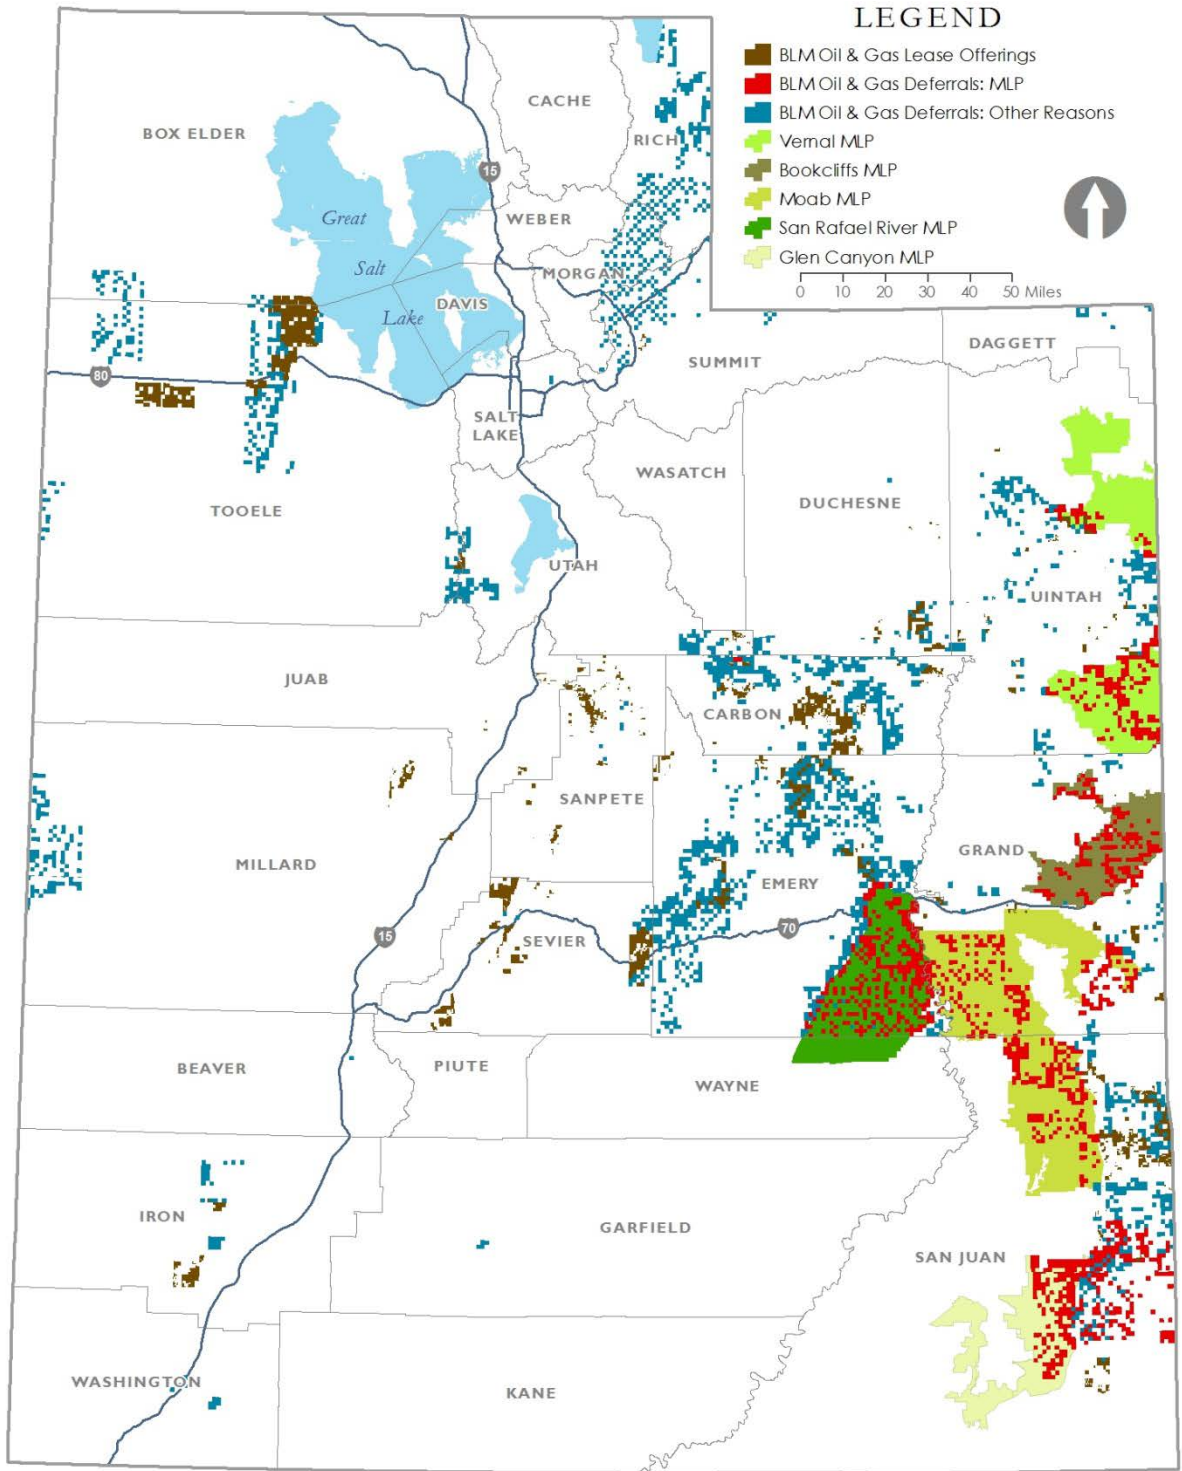 LEGEND
BLM Oil & Gas Lease Offerings
BLM Oil & Gas Deferrals: MLP
BLM Oil & Gas Deferrals: Other Reasons
Vernal MLP
Bookcliffs MLP
Moab MLP
San Rafael River MLP
Glen Canyon MLP
0 10 20 30 40 50 Miles
CACHE
BOX ELDER
RICH
15
Great
WEBER
Salt
MORGAN
DAVIS
Lake
DAGGETT
SUMMIT
80
SALT
LAKE
WASATCH
DUCHESNE
TOOELE
UTAH
UINTAH
JUAB
CARBON
SANPETE
GRAND
MILLARD
EMERY
70
15
SEVIER
BEAVER
PIUTE
WAYNE
IRON
GARFIELD
SAN JUAN
WASHINGTON
KANE